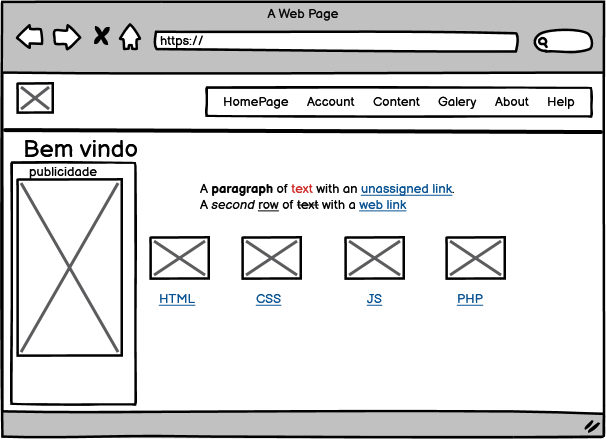 A Web Page
https://
HomePage Account Content Galery About Help
Bem vindo
publicidade
A paragraph of text with an unassigned link.
A second row of text with a web link
HTML CSS JS PHP